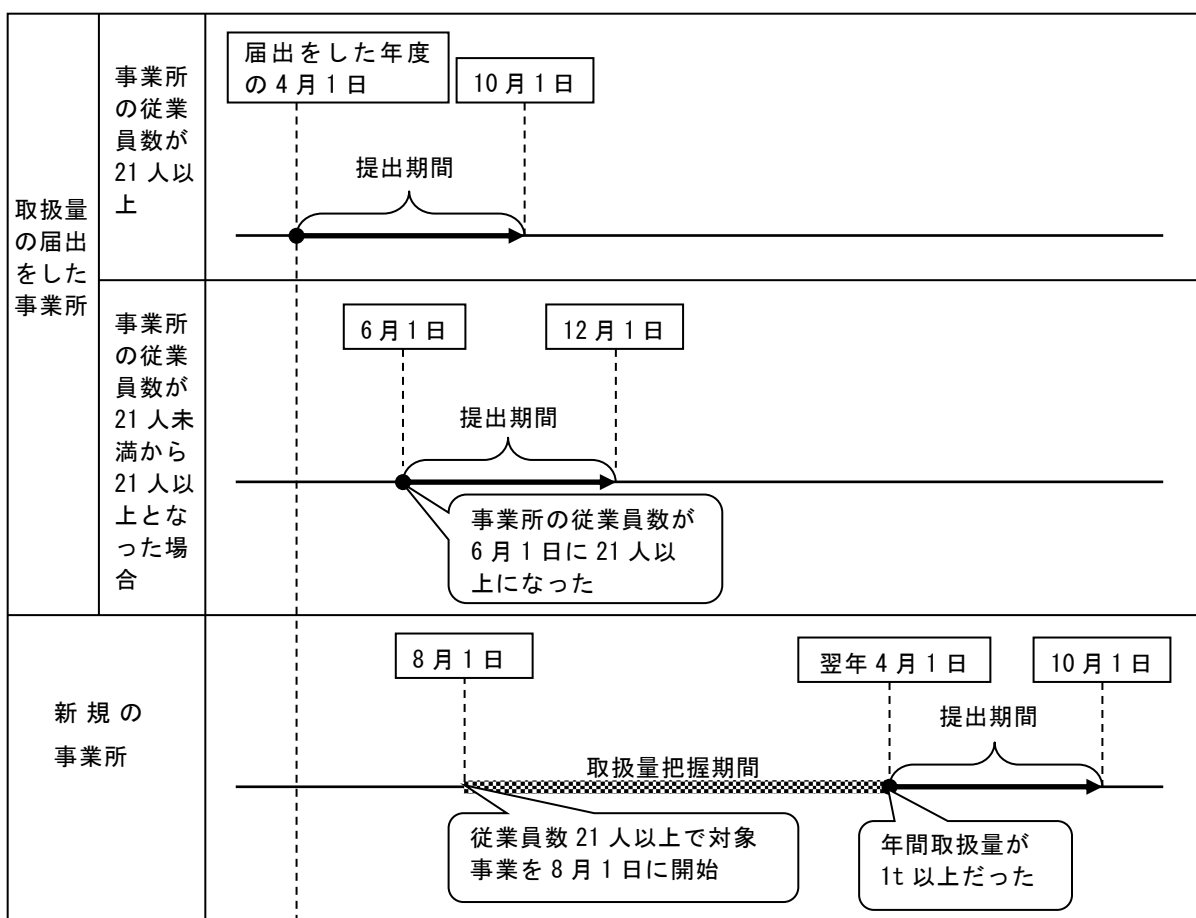 取扱量
の届出
をした
事業所
事業所
の従業
員数が
21 人以
上
届出をした年度
の 4 月 1 日
10 月 1 日
提出期間
事業所
の従業
員数が
21 人未
満から
21 人以
上とな
った場
合
6 月 1 日
12 月 1 日
提出期間
事業所の従業員数が
6 月 1 日に 21 人以
上になった
新 規 の
事業所
8 月 1 日
翌年 4 月 1 日
10 月 1 日
提出期間
取扱量把握期間
従業員数 21 人以上で対象
事業を 8 月 1 日に開始
年間取扱量が
1t 以上だった